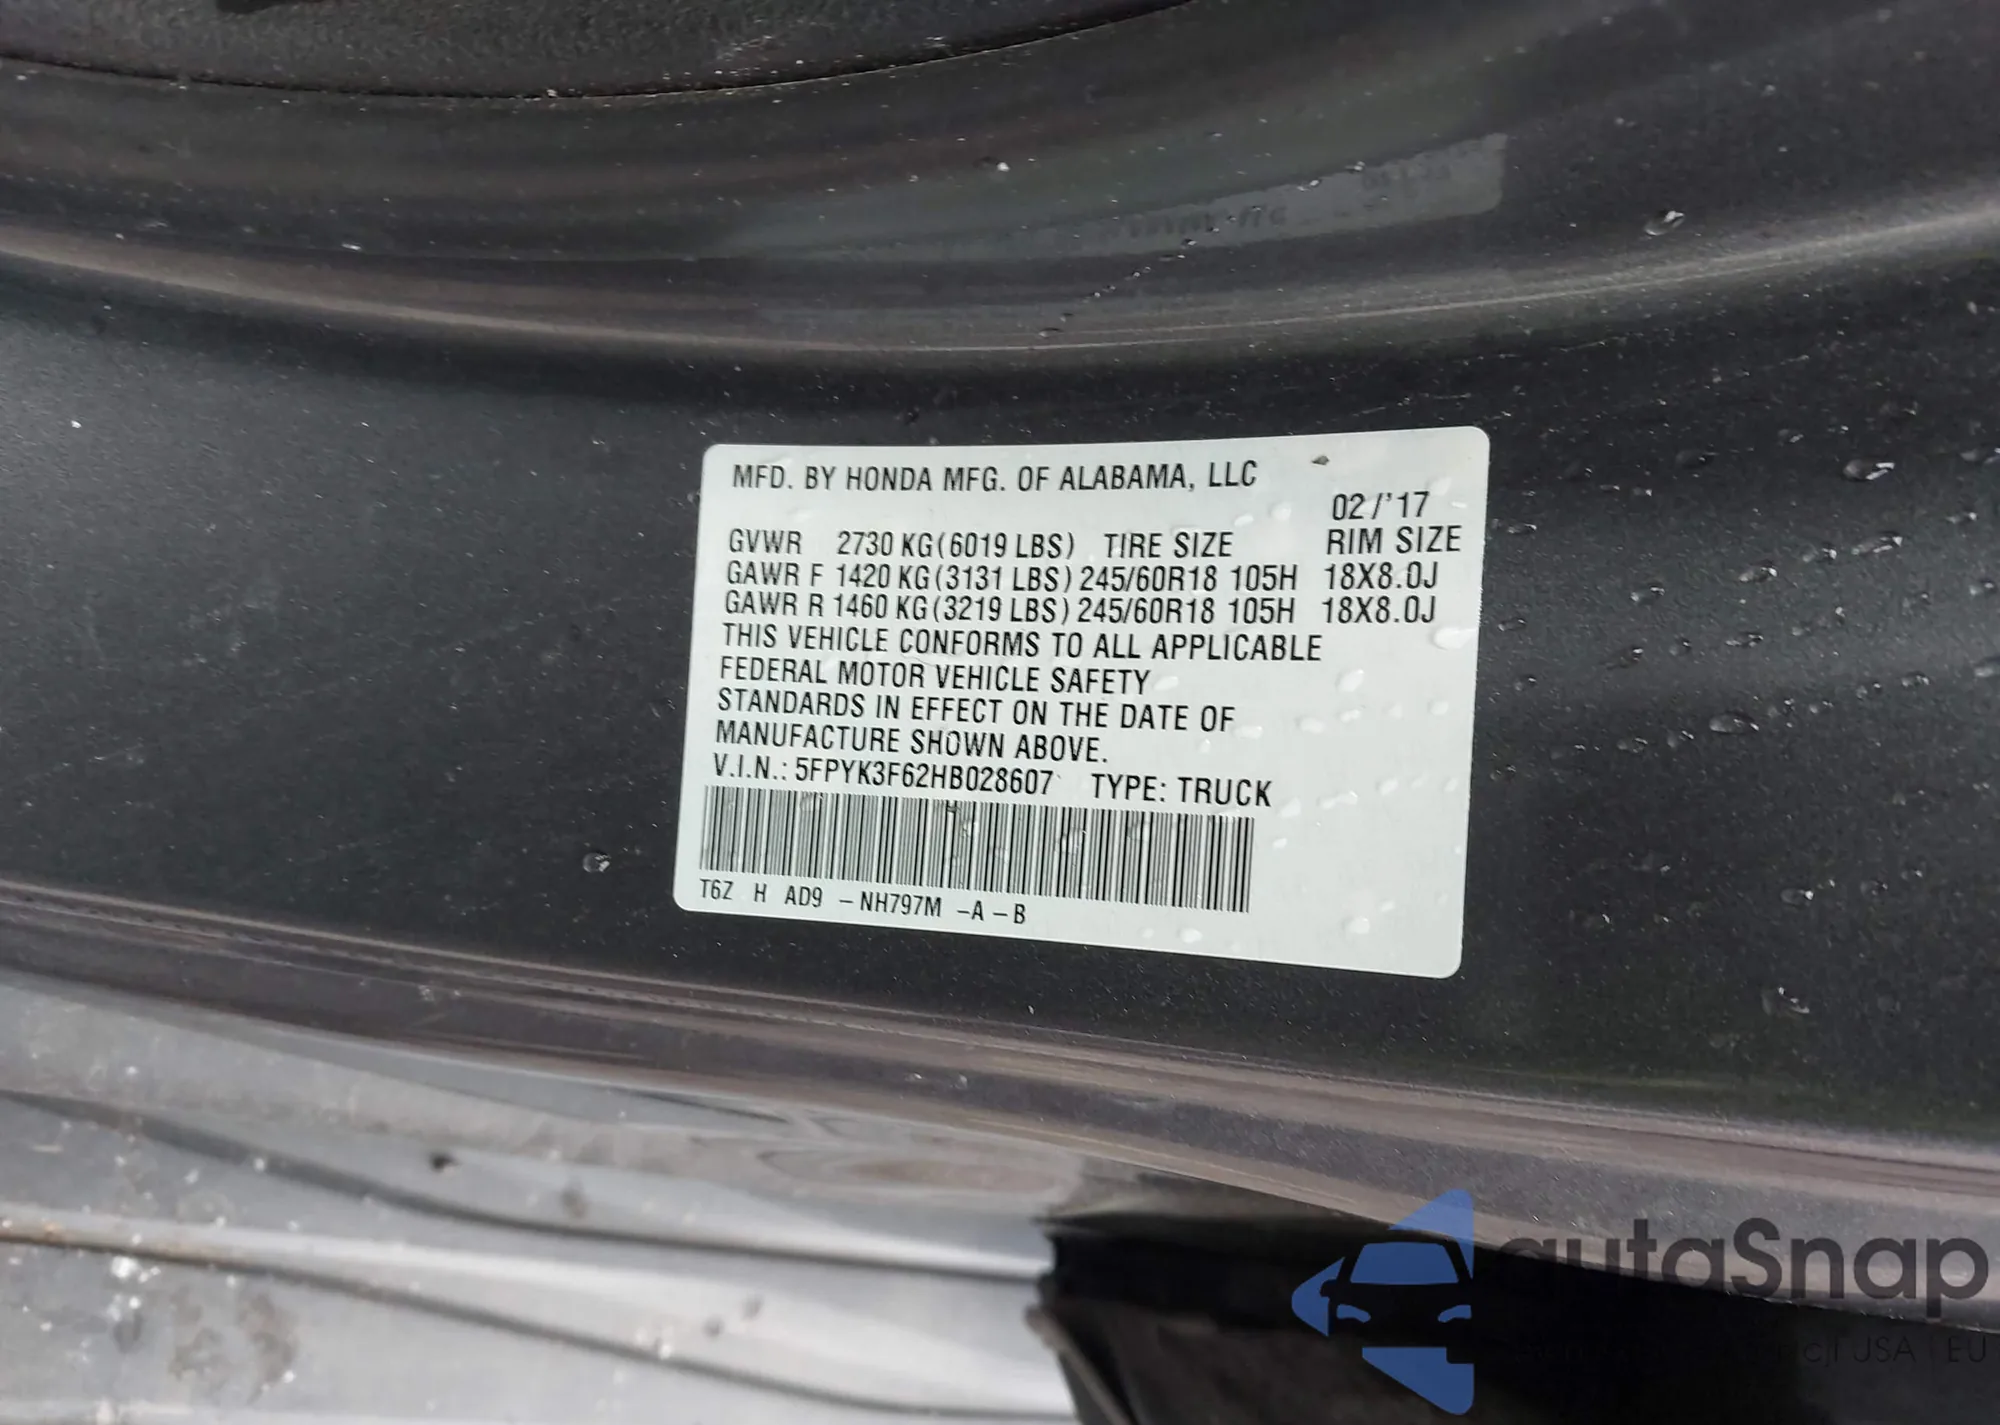 MFD. BY HONDA MFG. OF ALABAMA, LLC
02/'17
GVWR 2730 KG(6019 LBS) TIRE SIZE RIM SIZE
GAWR F 1420 KG(3131 LBS) 245/60R18 105H 18X8.0J
GAWR R 1460 KG(3219 LBS) 245/60R18 105H 18X8.0J
THIS VEHICLE CONFORMS TO ALL APPLICABLE
FEDERAL MOTOR VEHICLE SAFETY
STANDARDS IN EFFECT ON THE DATE OF
MANUFACTURE SHOWN ABOVE.
V.I.N.: 5FPYK3F62HB028607 TYPE: TRUCK
T6Z H AD9 -NH797M -A-B
autaSnap
USA EU